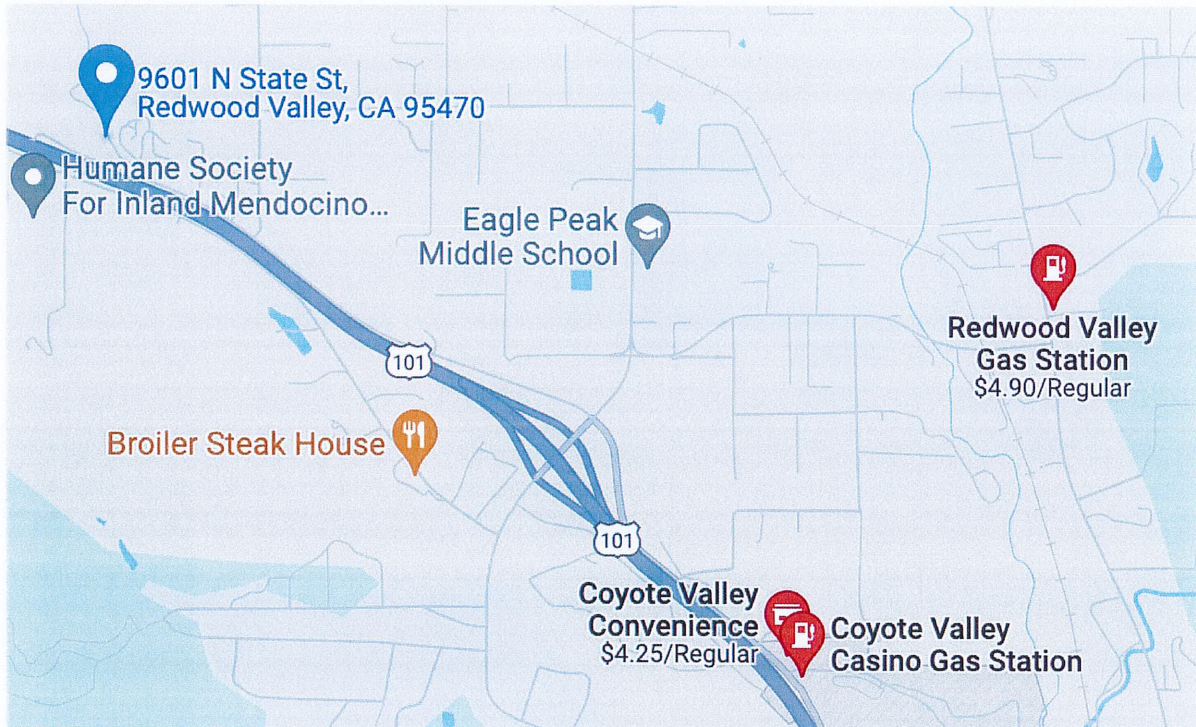 9601 N State St,
Redwood Valley, CA 95470
Humane Society
For Inland Mendocino...
Eagle Peak
Middle School
Redwood Valley
Gas Station
$4.90/Regular
101
Broiler Steak House
101
Coyote Valley
Convenience
$4.25/Regular
Coyote Valley
Casino Gas Station